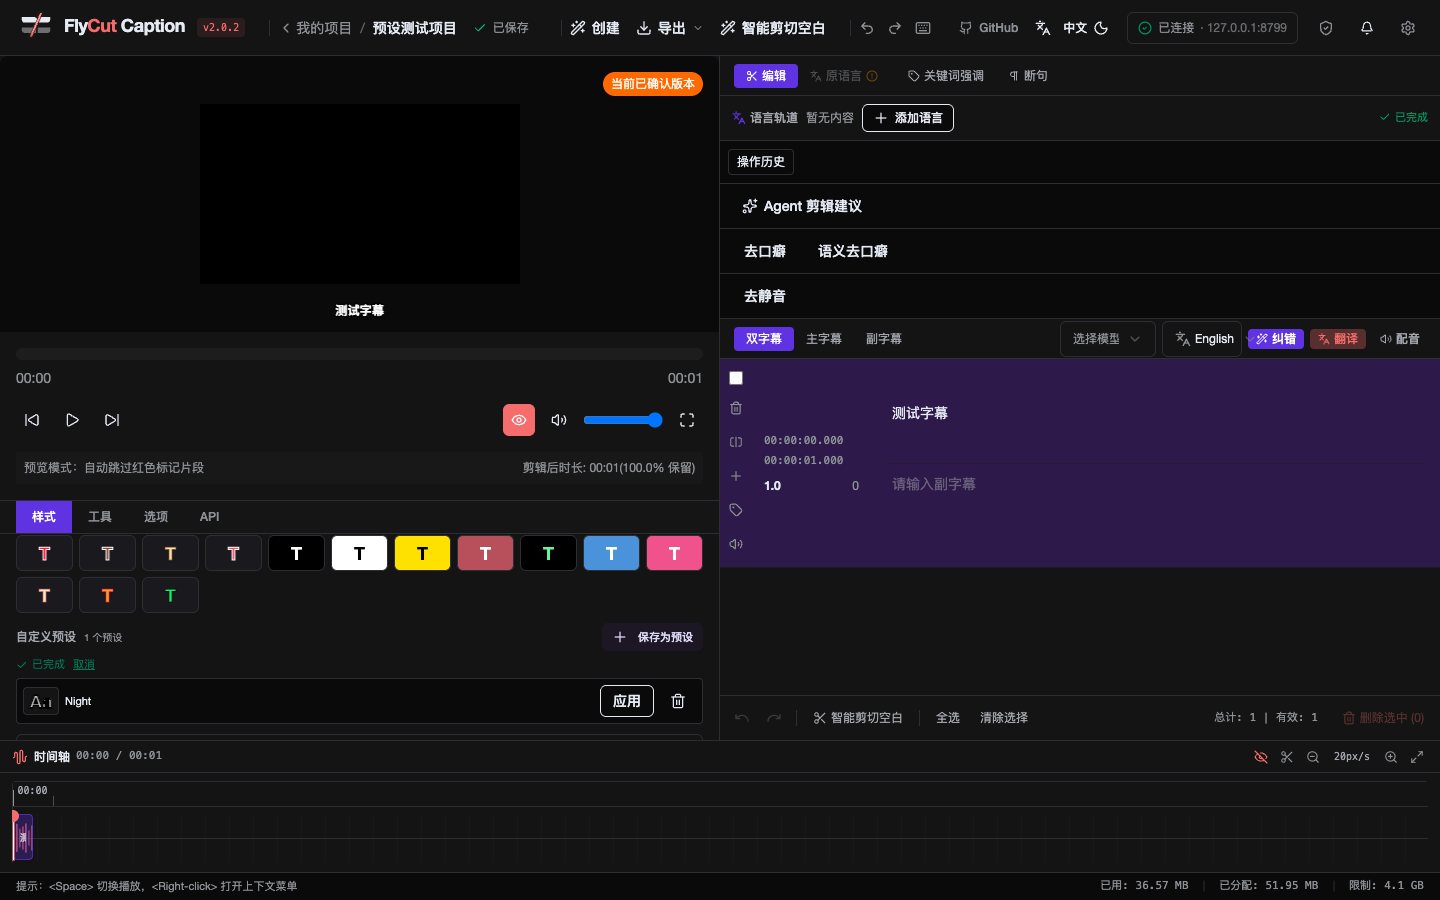 FlyCut Caption v2.0.2 我的项目 / 预设测试项目 已保存 创建 导出 智能剪切空白 GitHub 中文 已连接 · 127.0.0.1:8799
当前已确认版本
测试字幕
00:00 00:01
预览模式：自动跳过红色标记片段 剪辑后时长: 00:01(100.0% 保留)
样式 工具 选项 API
T T T T T T T T T T T
T T T
自定义预设 1 个预设 保存为预设
已完成 取消
Night 应用
编辑 原语言 关键词强调 断句
语言轨道 暂无内容 添加语言 已完成
操作历史
Agent 剪辑建议
去口癖 语义去口癖
去静音
双字幕 主字幕 副字幕 选择模型 English 纠错 翻译 配音
测试字幕
00:00:00.000
00:00:01.000
1.0 0 请输入副字幕
智能剪切空白 全选 清除选择 总计: 1 | 有效: 1 删除选中 (0)
时间轴 00:00 / 00:01 20px/s
00:00
提示：<Space> 切换播放，<Right-click> 打开上下文菜单 已用: 36.57 MB 已分配: 51.95 MB 限制: 4.1 GB